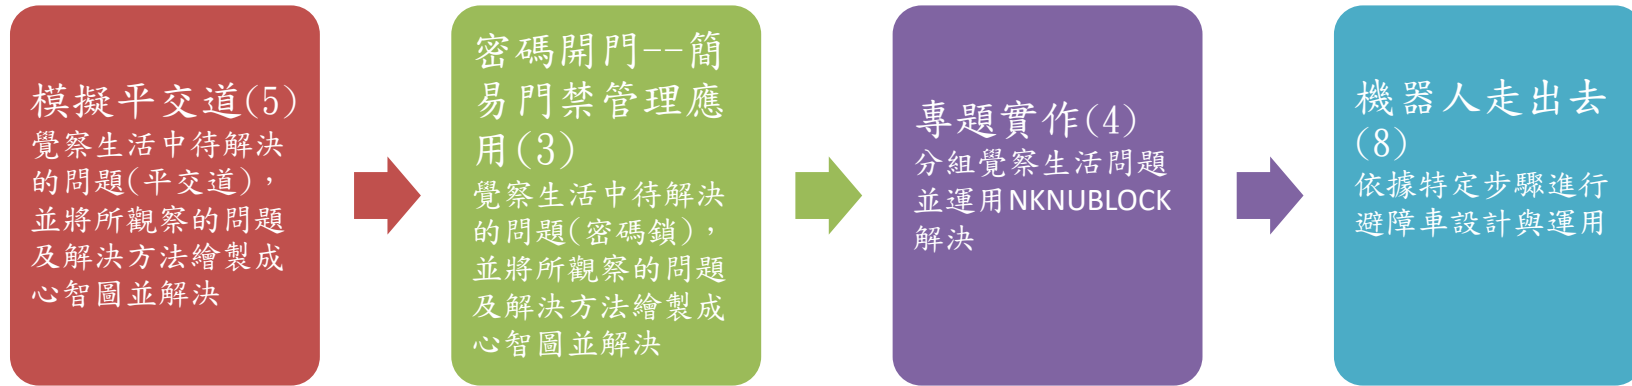 模擬平交道(5)
覺察生活中待解決
的問題(平交道),
並將所觀察的問題
及解決方法繪製成
心智圖並解決
密碼開門--簡
易門禁管理應
用(3)
覺察生活中待解決
的問題(密碼鎖),
並將所觀察的問題
及解決方法繪製成
心智圖並解決
專題實作(4)
分組覺察生活問題
並運用NKNUBLOCK
解決
機器人走出去
(8)
依據特定步驟進行
避障車設計與運用